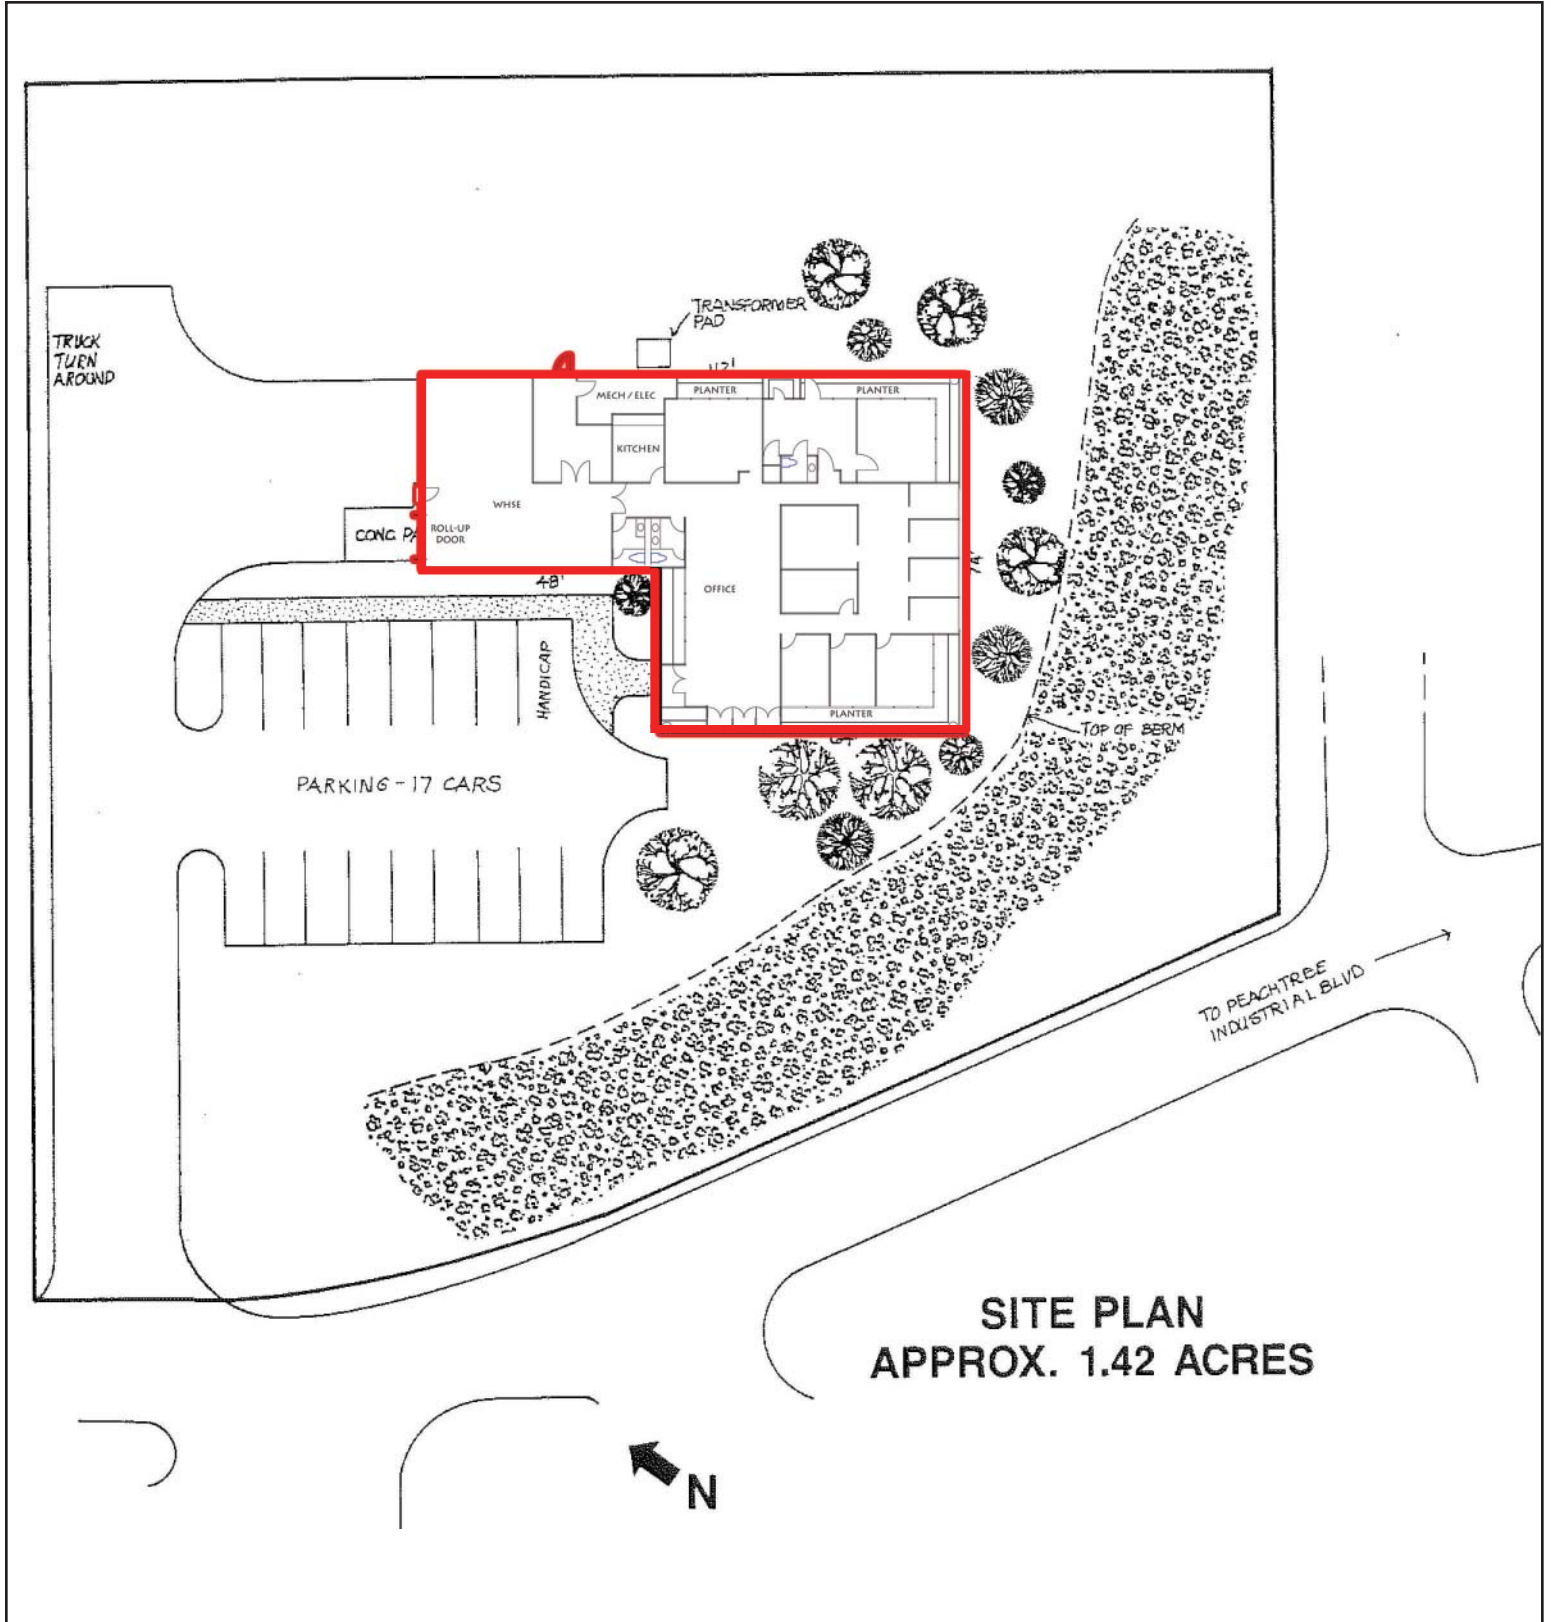 TRANSFORMER
PAD
TRUCK
TURN
AROUND
112'
MECH / ELEC
PLANTER
PLANTER
KITCHEN
WHSE
ROLL-UP
DOOR
CONC
74'
48'
OFFICE
HANDICAP
PLANTER
TOP OF BERM
PARKING - 17 CARS
TO PEACHTREE
INDUSTRIAL BLVD
SITE PLAN
APPROX. 1.42 ACRES
N